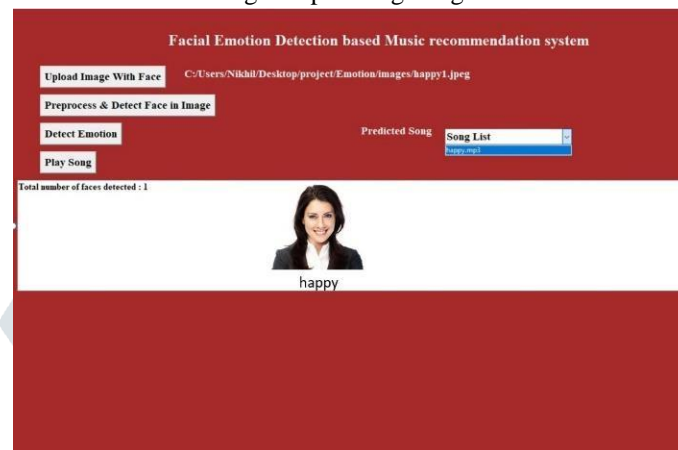 Facial Emotion Detection based Music recommendation system
Upload Image With Face C:/Users/Nikhil/Desktop/project/Emotion/images/happy1.jpeg
Preprocess & Detect Face in Image
Detect Emotion Predicted Song Song List
happy.mp3
Play Song
Total number of faces detected : 1
happy